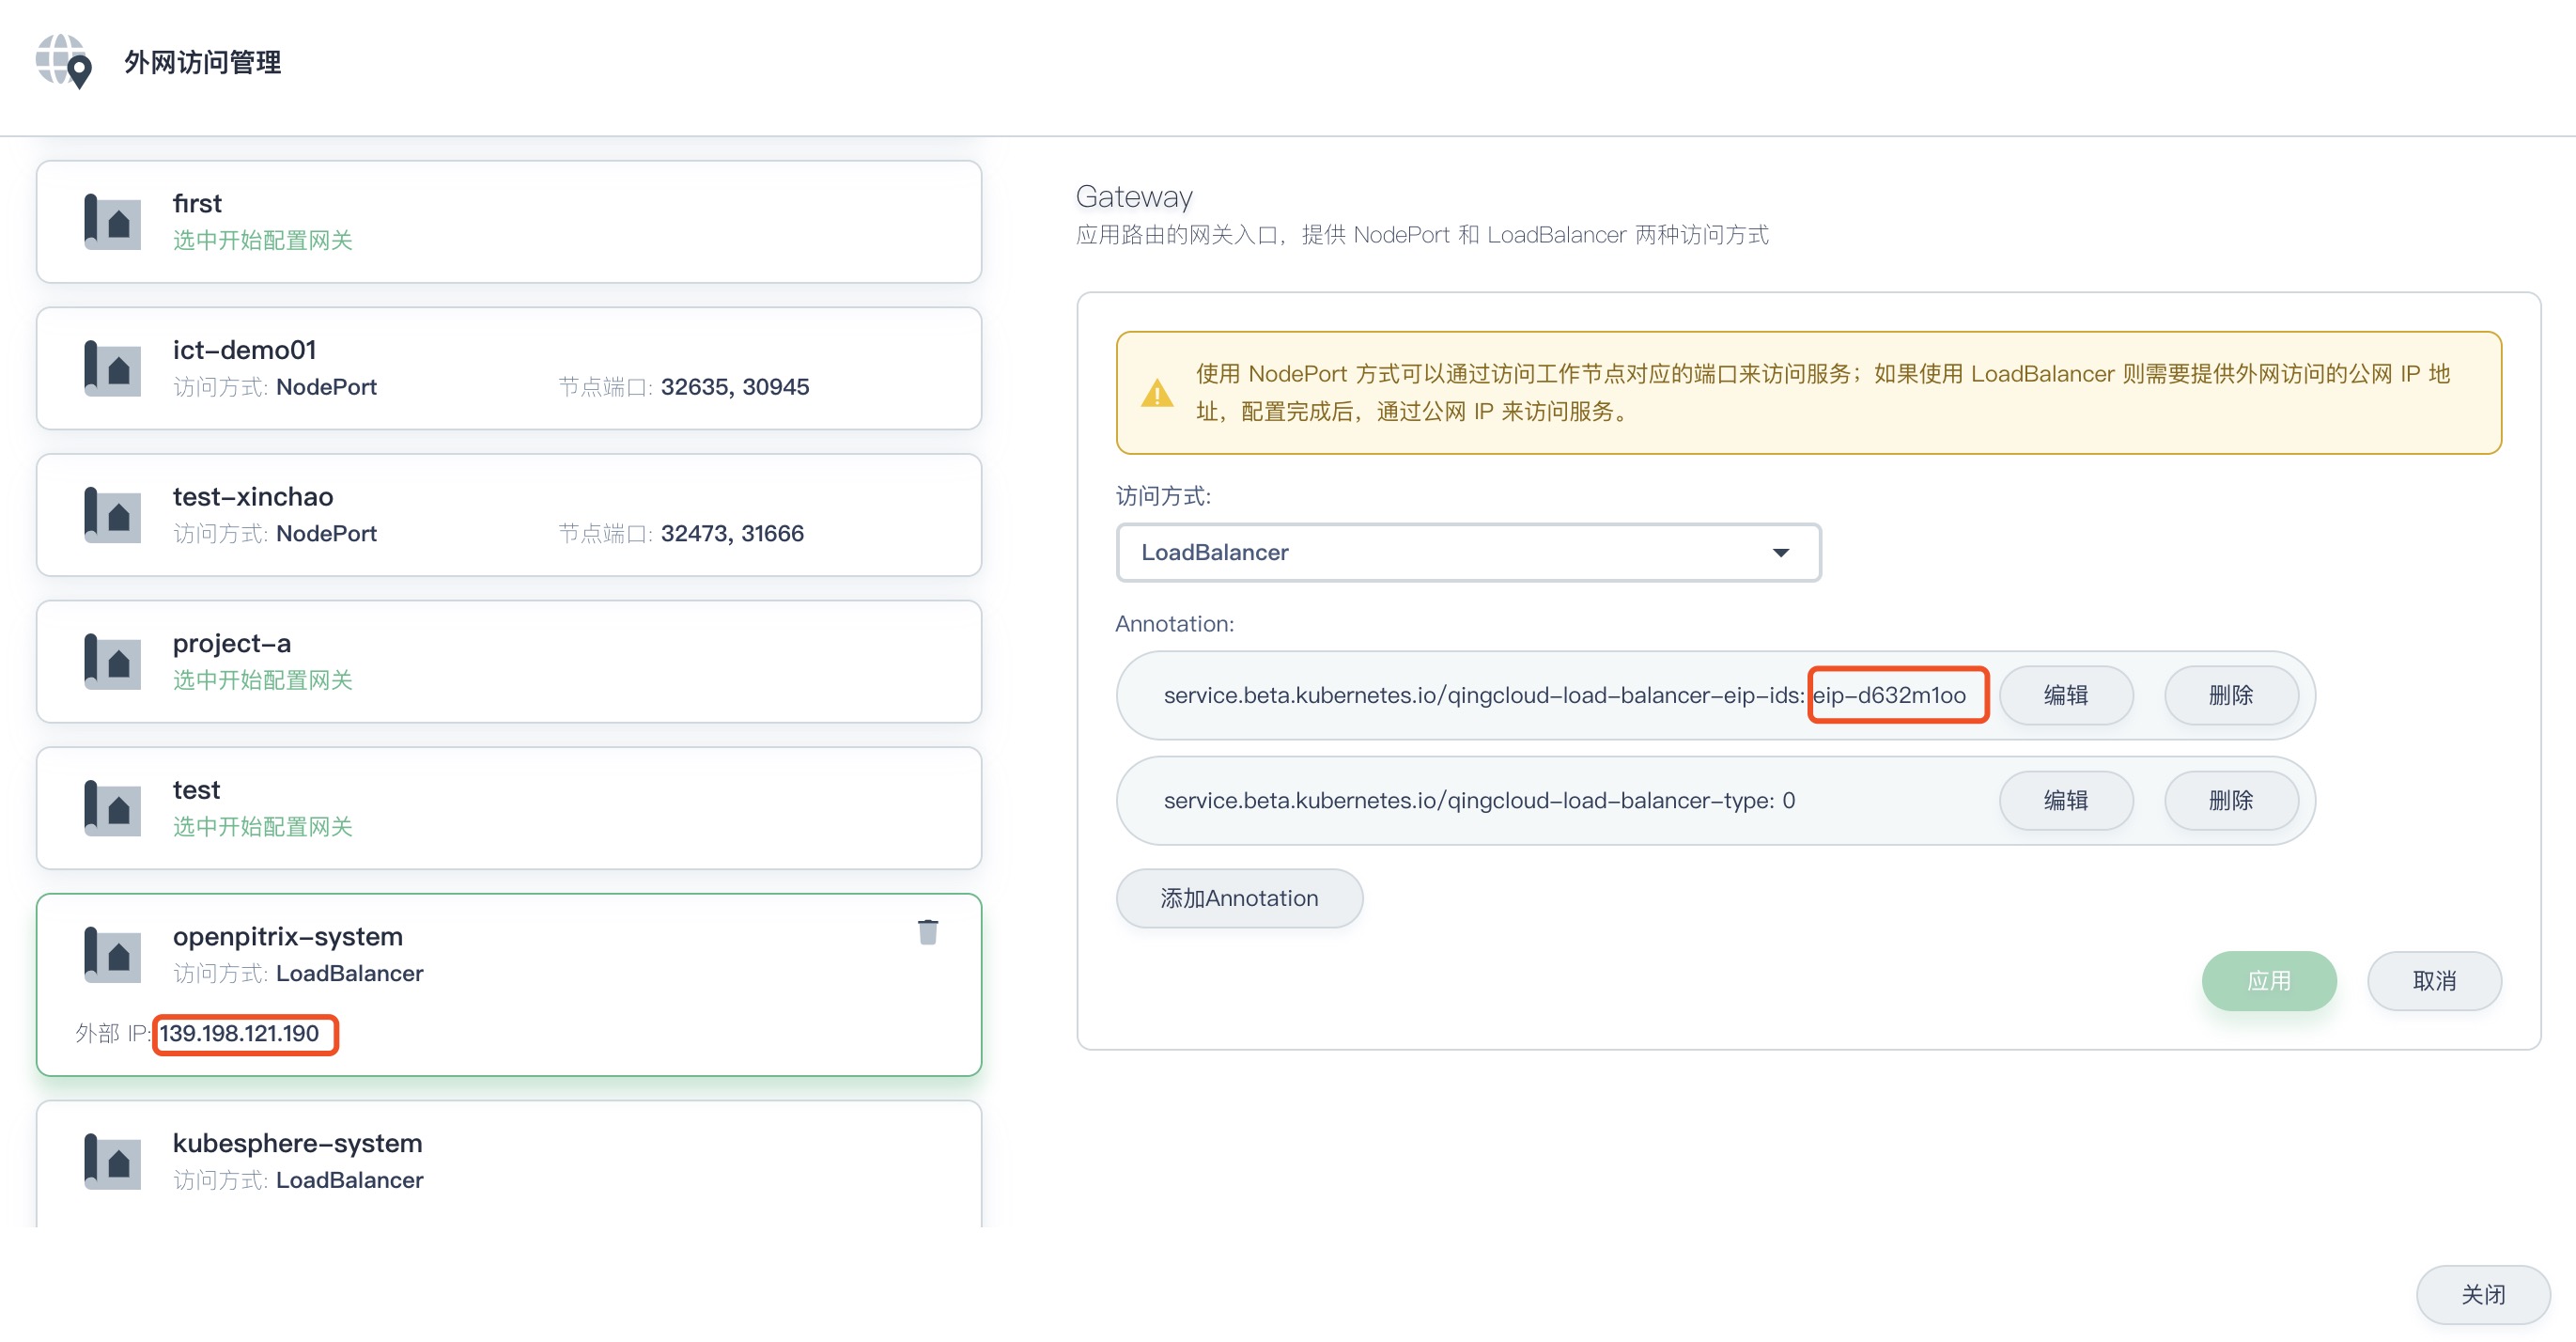 外网访问管理
first
选中开始配置网关
ict-demo01
访问方式: NodePort 节点端口: 32635, 30945
test-xinchao
访问方式: NodePort 节点端口: 32473, 31666
project-a
选中开始配置网关
test
选中开始配置网关
openpitrix-system
访问方式: LoadBalancer
外部 IP: 139.198.121.190
kubesphere-system
访问方式: LoadBalancer
Gateway
应用路由的网关入口，提供 NodePort 和 LoadBalancer 两种访问方式
使用 NodePort 方式可以通过访问工作节点对应的端口来访问服务；如果使用 LoadBalancer 则需要提供外网访问的公网 IP 地
址，配置完成后，通过公网 IP 来访问服务。
访问方式:
LoadBalancer
Annotation:
service.beta.kubernetes.io/qingcloud-load-balancer-eip-ids: eip-d632m1oo 编辑 删除
service.beta.kubernetes.io/qingcloud-load-balancer-type: 0 编辑 删除
添加Annotation
应用 取消
关闭